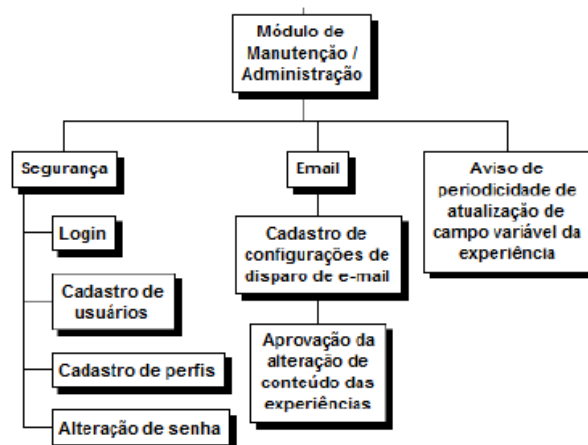 Módulo de
Manutenção /
Administração
Segurança
Login
Cadastro de
usuários
Cadastro de perfis
Alteração de senha
Email
Cadastro de
configurações de
disparo de e-mail
Aprovação da
alteração de
conteúdo das
experiências
Aviso de
periodicidade de
atualização de
campo variável da
experiência